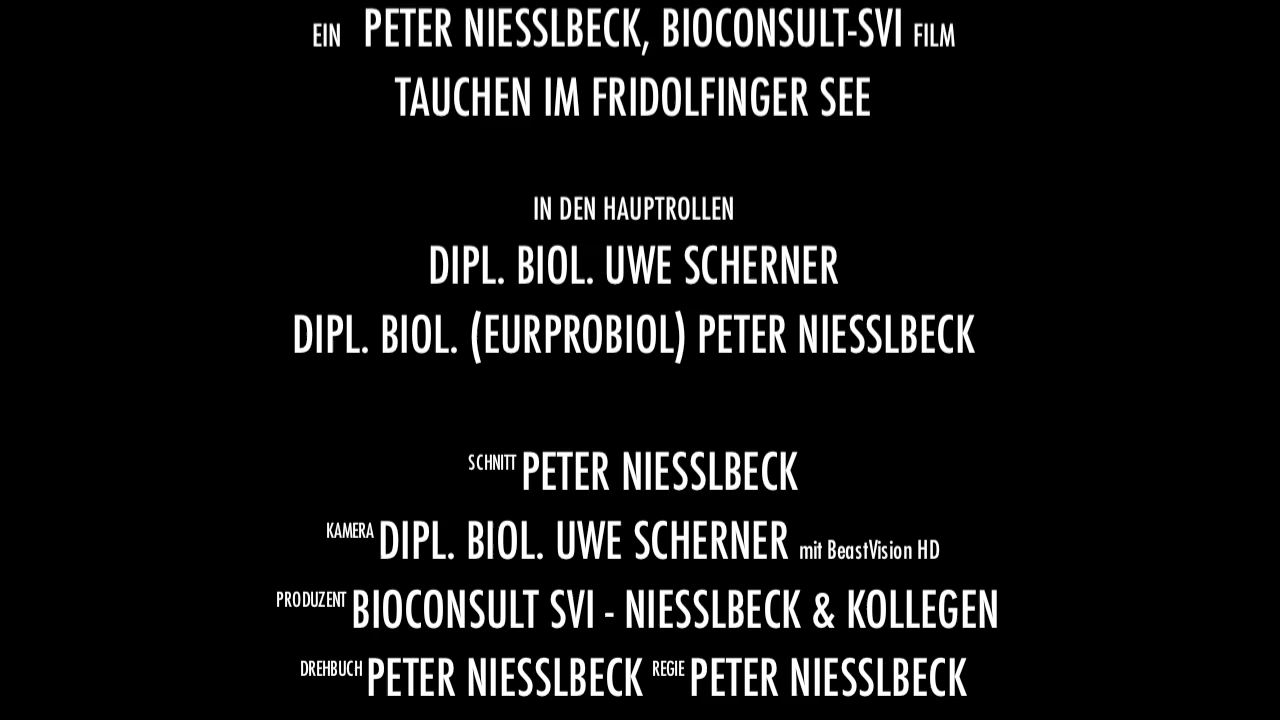 EIN PETER NIESSLBECK, BIOCONSULT-SVI FILM
TAUCHEN IM FRIDOLFINGER SEE
IN DEN HAUPTROLLEN
DIPL. BIOL. UWE SCHERNER
DIPL. BIOL. (EURPROBIOL) PETER NIESSLBECK
SCHNITT PETER NIESSLBECK
KAMERA DIPL. BIOL. UWE SCHERNER mit BeastVision HD
PRODUZENT BIOCONSULT SVI - NIESSLBECK & KOLLEGEN
DREHBUCH PETER NIESSLBECK REGIE PETER NIESSLBECK